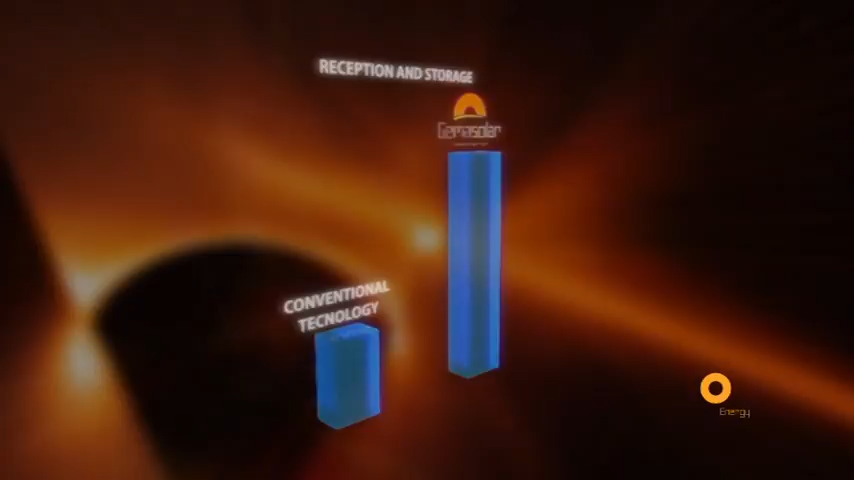 RECEPTION AND STORAGE
Gemasolar
CONVENTIONAL
TECNOLOGY
Energy